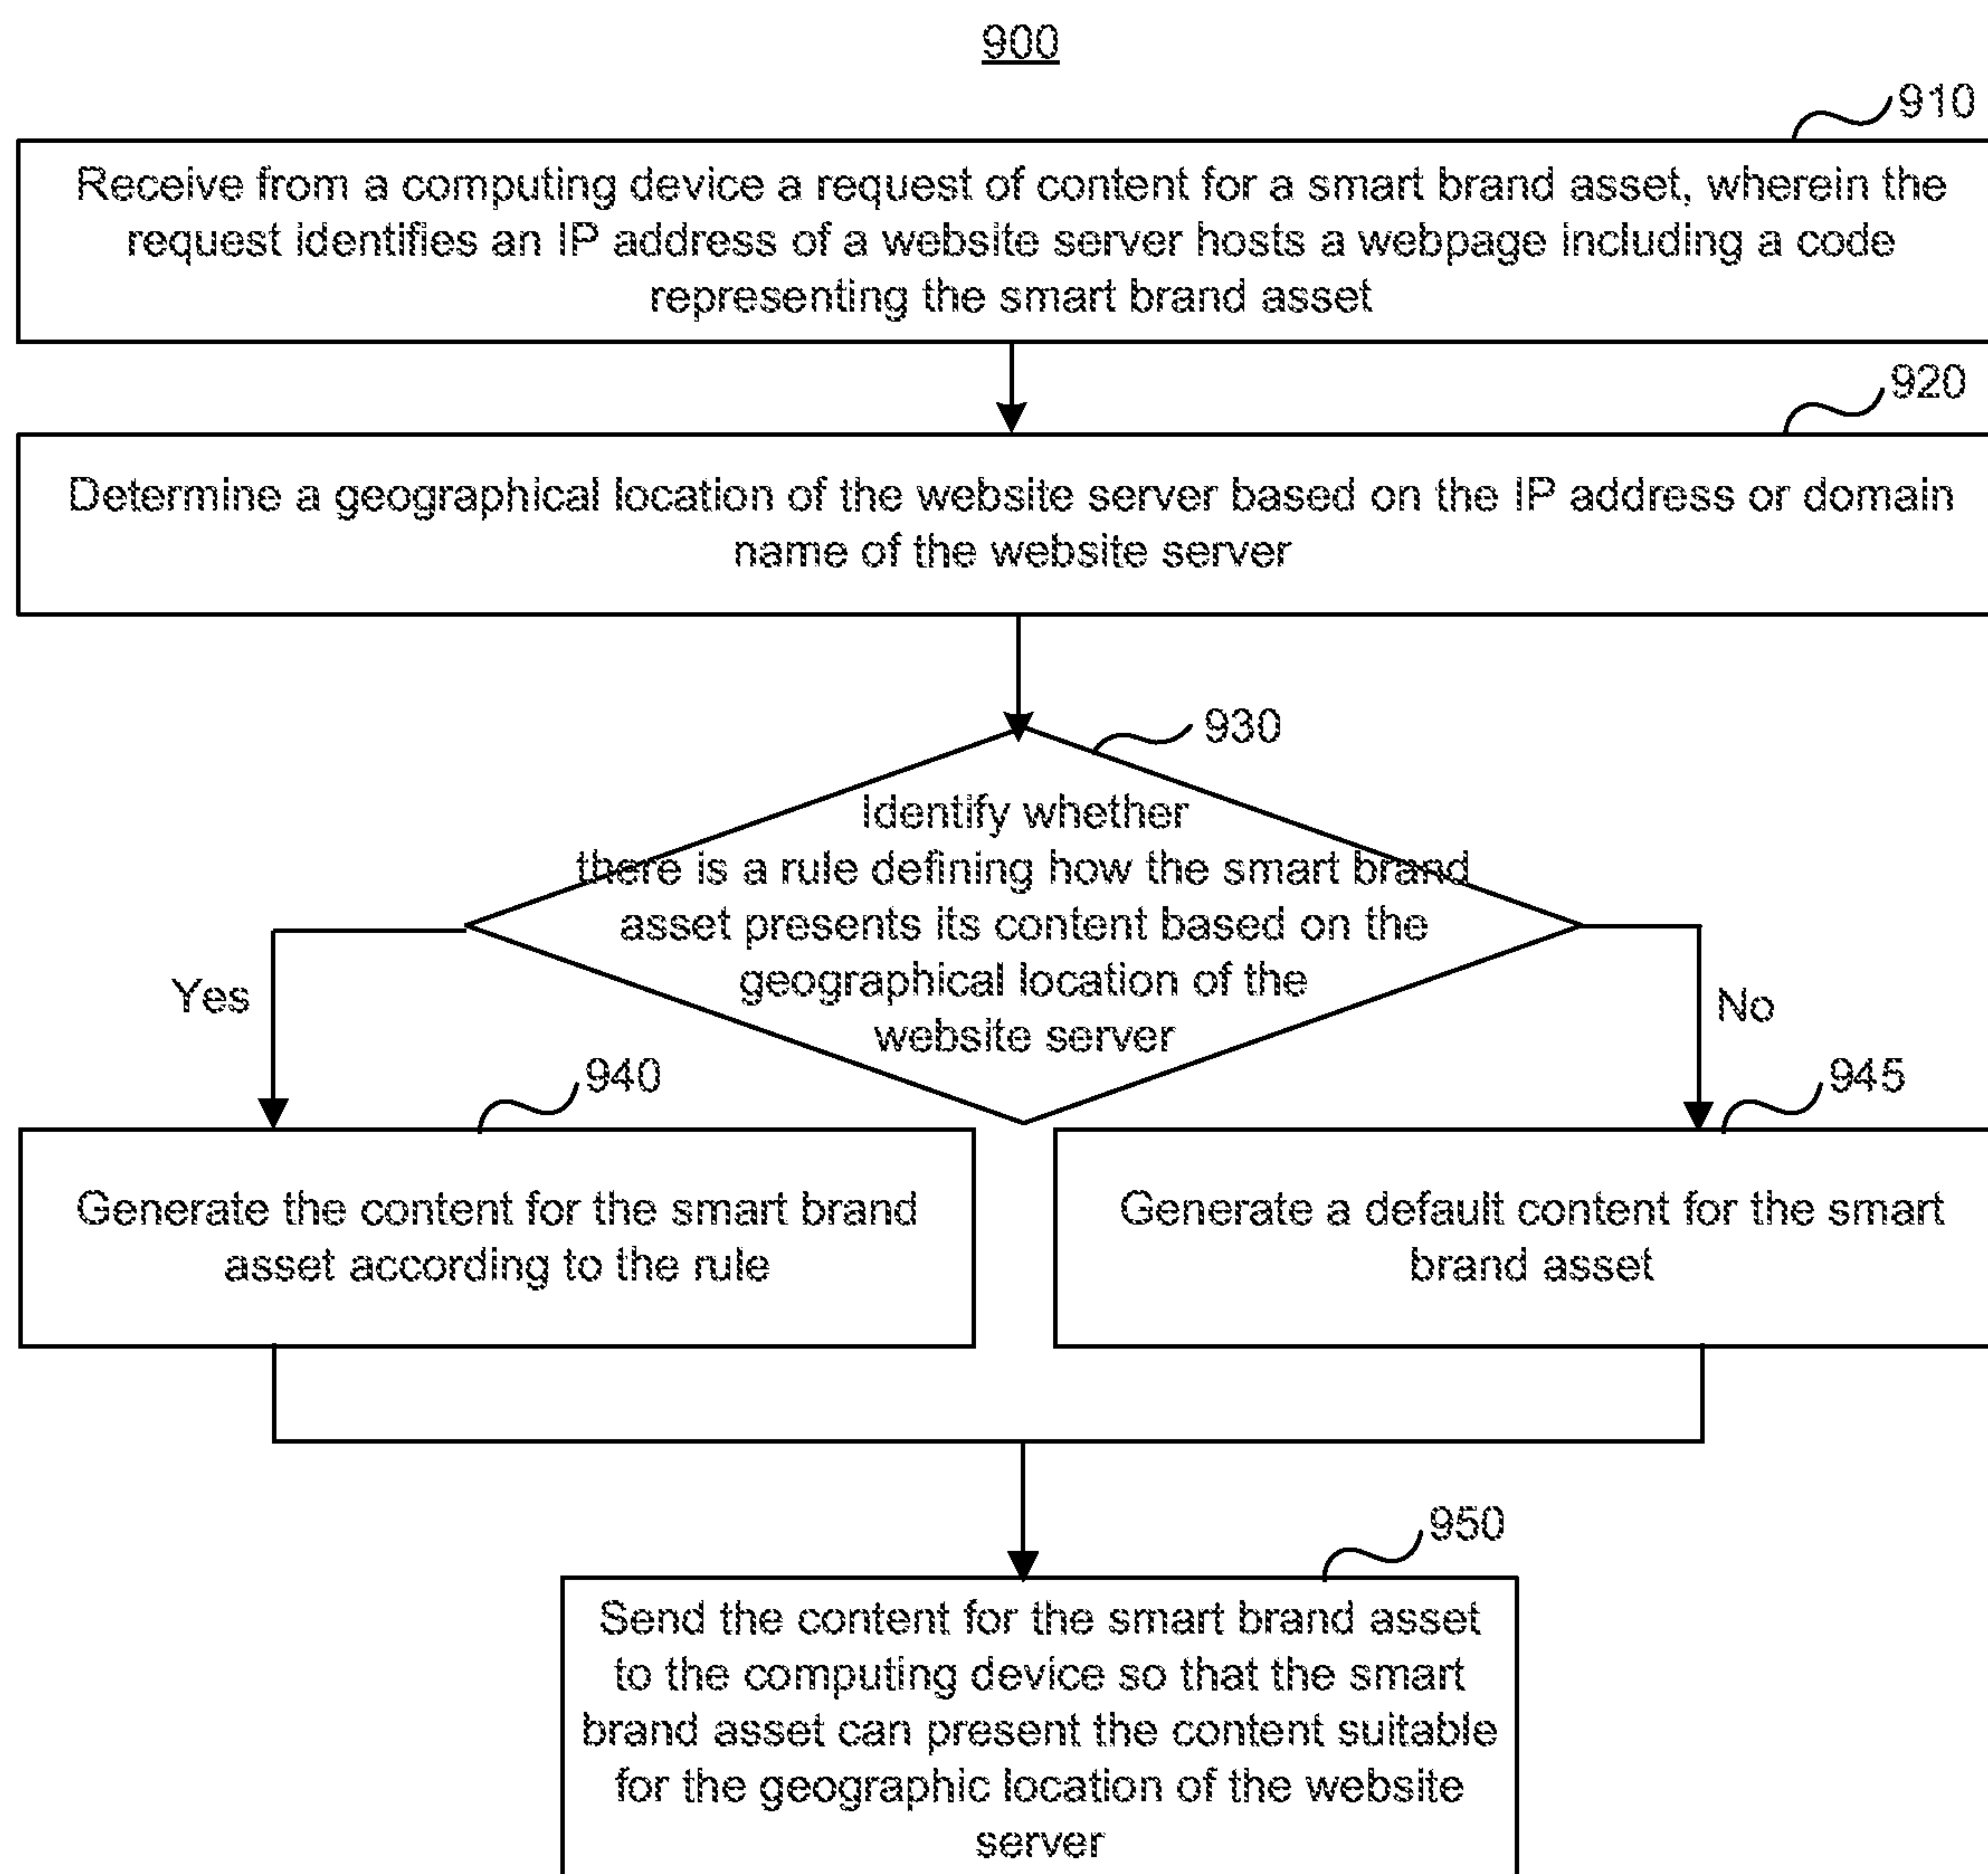 900
910
Receive from a computing device a request of content for a smart brand asset, wherein the
request identifies an IP address of a website server hosts a webpage including a code
representing the smart brand asset
920
Determine a geographical location of the website server based on the IP address or domain
name of the website server
930
Identify whether
there is a rule defining how the smart brand
asset presents its content based on the
geographical location of the
website server
Yes
No
940
945
Generate the content for the smart brand
asset according to the rule
Generate a default content for the smart
brand asset
950
Send the content for the smart brand asset
to the computing device so that the smart
brand asset can present the content suitable
for the geographic location of the website
server